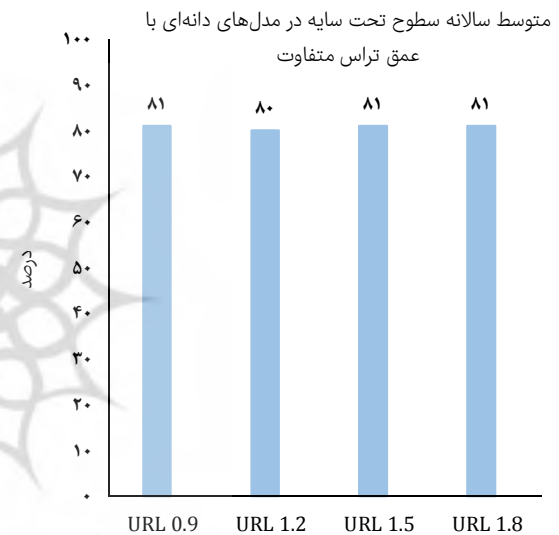 متوسط سالانه سطوح تحت سایه در مدل‌های دانه‌ای با
عمق تراس متفاوت
۱۰۰
۹۰
۸۰
۷۰
۶۰
۵۰
۴۰
۳۰
۲۰
۱۰
۰
درصد
۸۱
۸۰
۸۱
۸۱
URL 0.9
URL 1.2
URL 1.5
URL 1.8